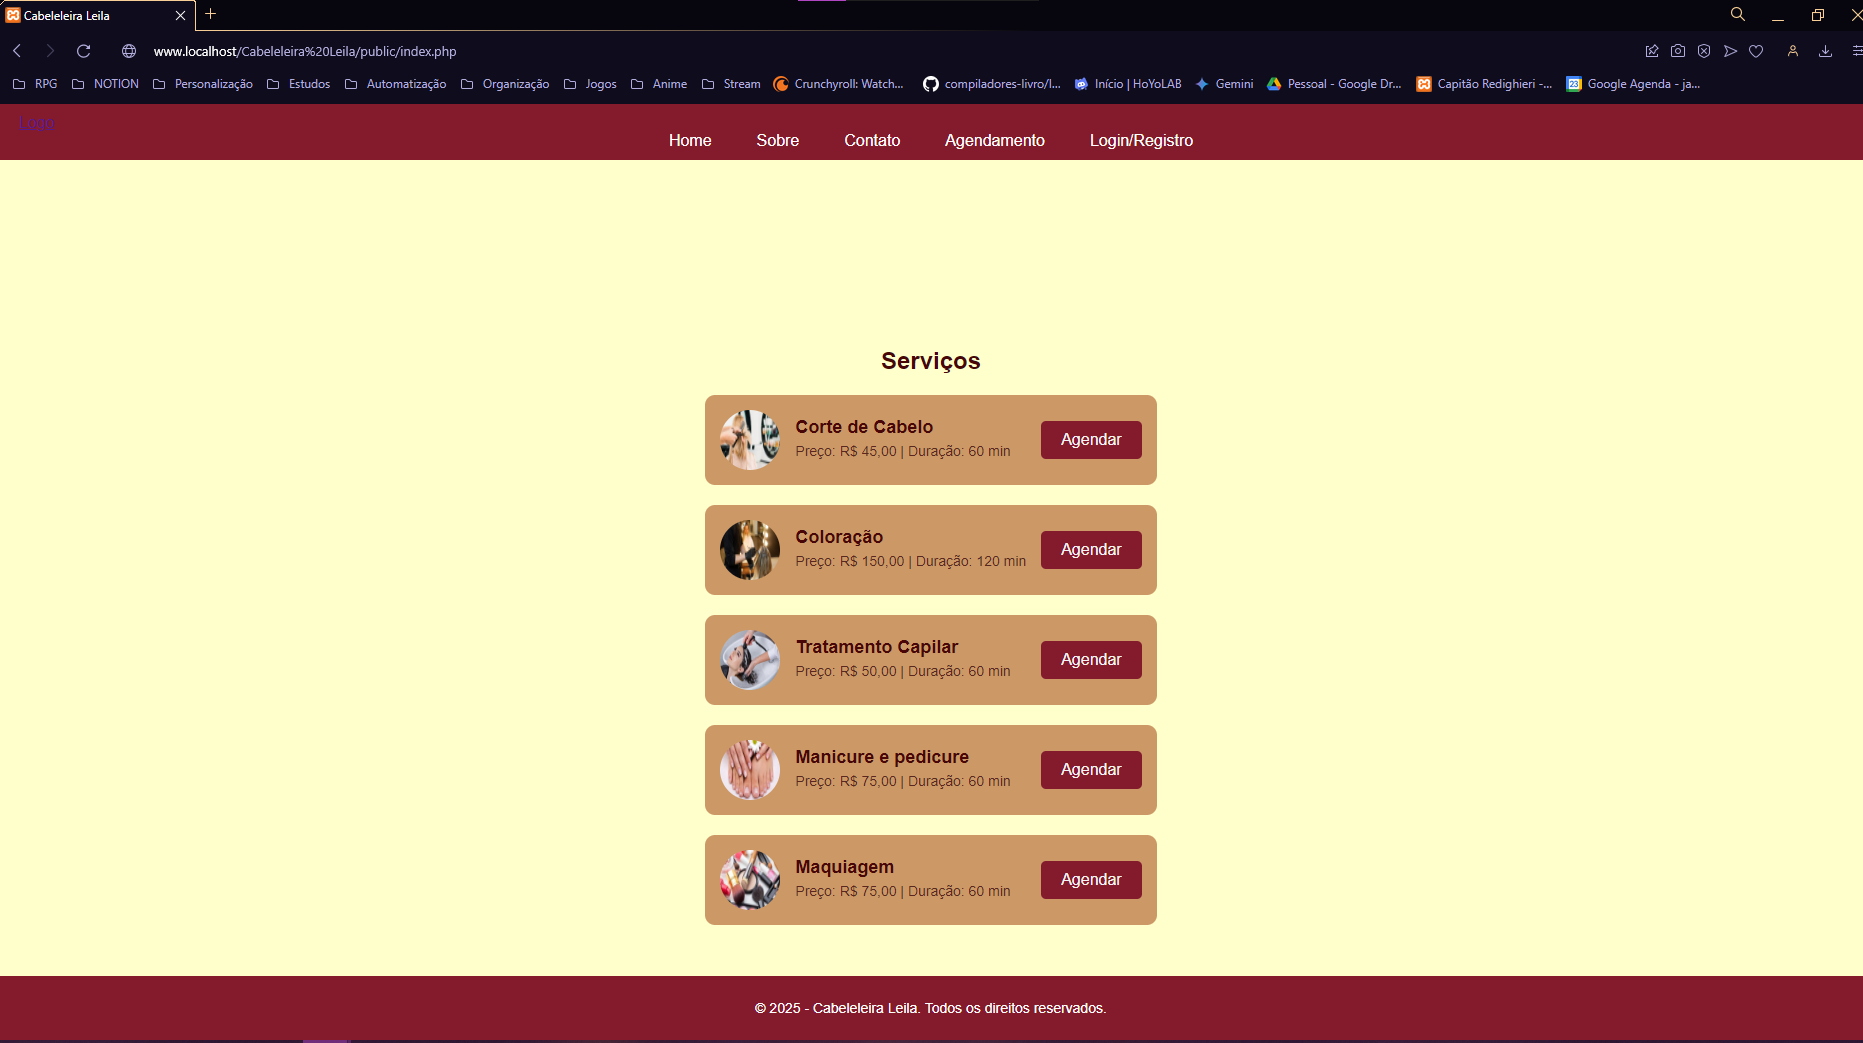 Cabeleleira Leila
www.localhost/Cabeleleira%20Leila/public/index.php
RPG NOTION Personalização Estudos Automatização Organização Jogos Anime Stream Crunchyroll: Watch... compiladores-livro/l... Início | HoYoLAB Gemini Pessoal - Google Dr... Capitão Redighieri -... 23 Google Agenda - ja...
Logo
Home Sobre Contato Agendamento Login/Registro
Serviços
Corte de Cabelo
Preço: R$ 45,00 | Duração: 60 min
Agendar
Coloração
Preço: R$ 150,00 | Duração: 120 min
Agendar
Tratamento Capilar
Preço: R$ 50,00 | Duração: 60 min
Agendar
Manicure e pedicure
Preço: R$ 75,00 | Duração: 60 min
Agendar
Maquiagem
Preço: R$ 75,00 | Duração: 60 min
Agendar
© 2025 - Cabeleleira Leila. Todos os direitos reservados.